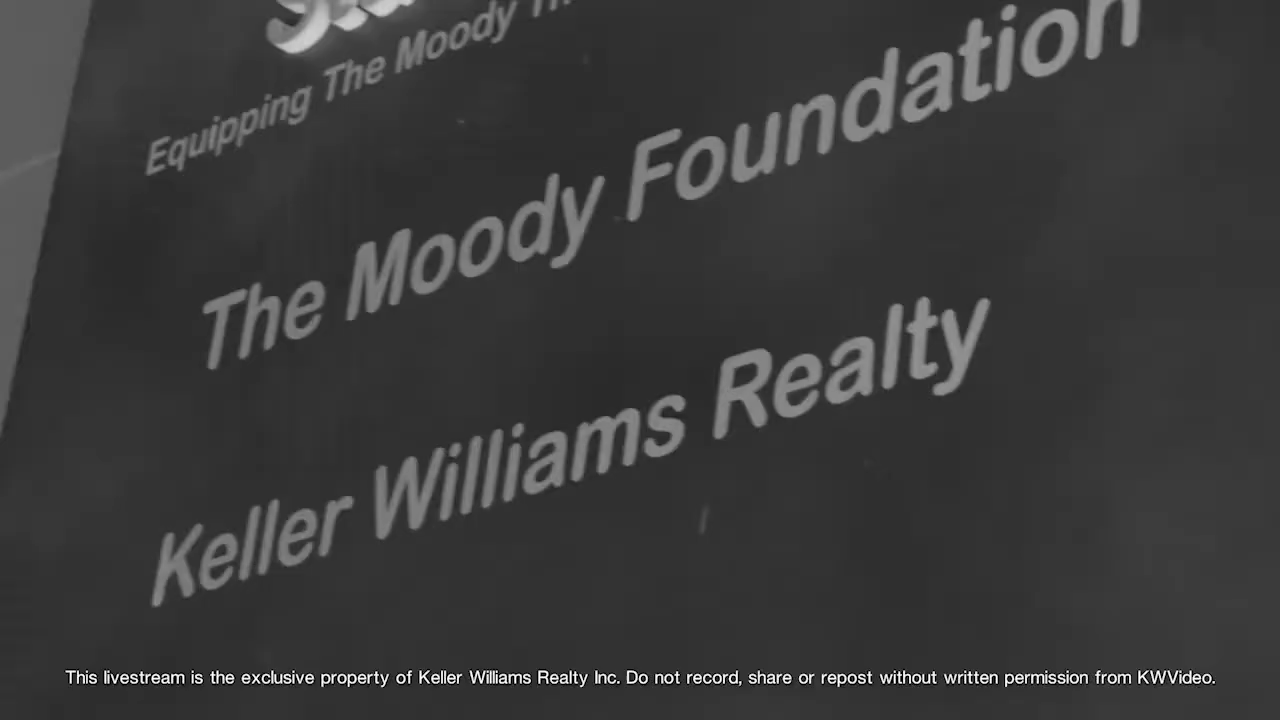 Equipping The Moody
The Moody Foundation
Keller Williams Realty
This livestream is the exclusive property of Keller Williams Realty Inc. Do not record, share or repost without written permission from KWVideo.